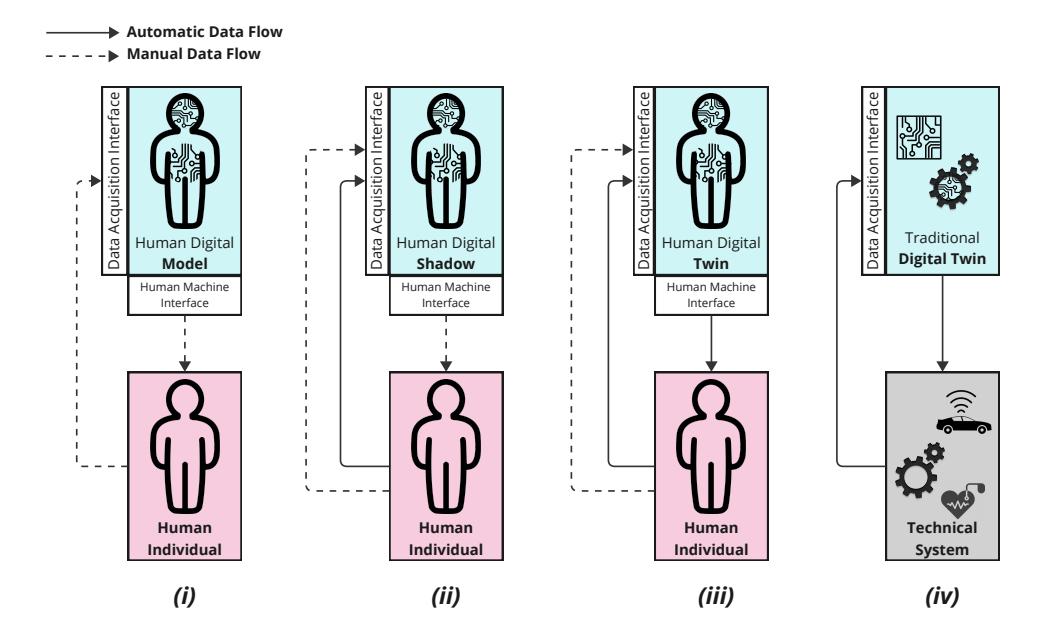 Automatic Data Flow
Manual Data Flow
Data Acquisition Interface
Human Digital
Model
Human Machine
Interface
Human
Individual
(i)
Data Acquisition Interface
Human Digital
Shadow
Human Machine
Interface
Human
Individual
(ii)
Data Acquisition Interface
Human Digital
Twin
Human Machine
Interface
Human
Individual
(iii)
Data Acquisition Interface
Traditional
Digital Twin
Technical
System
(iv)